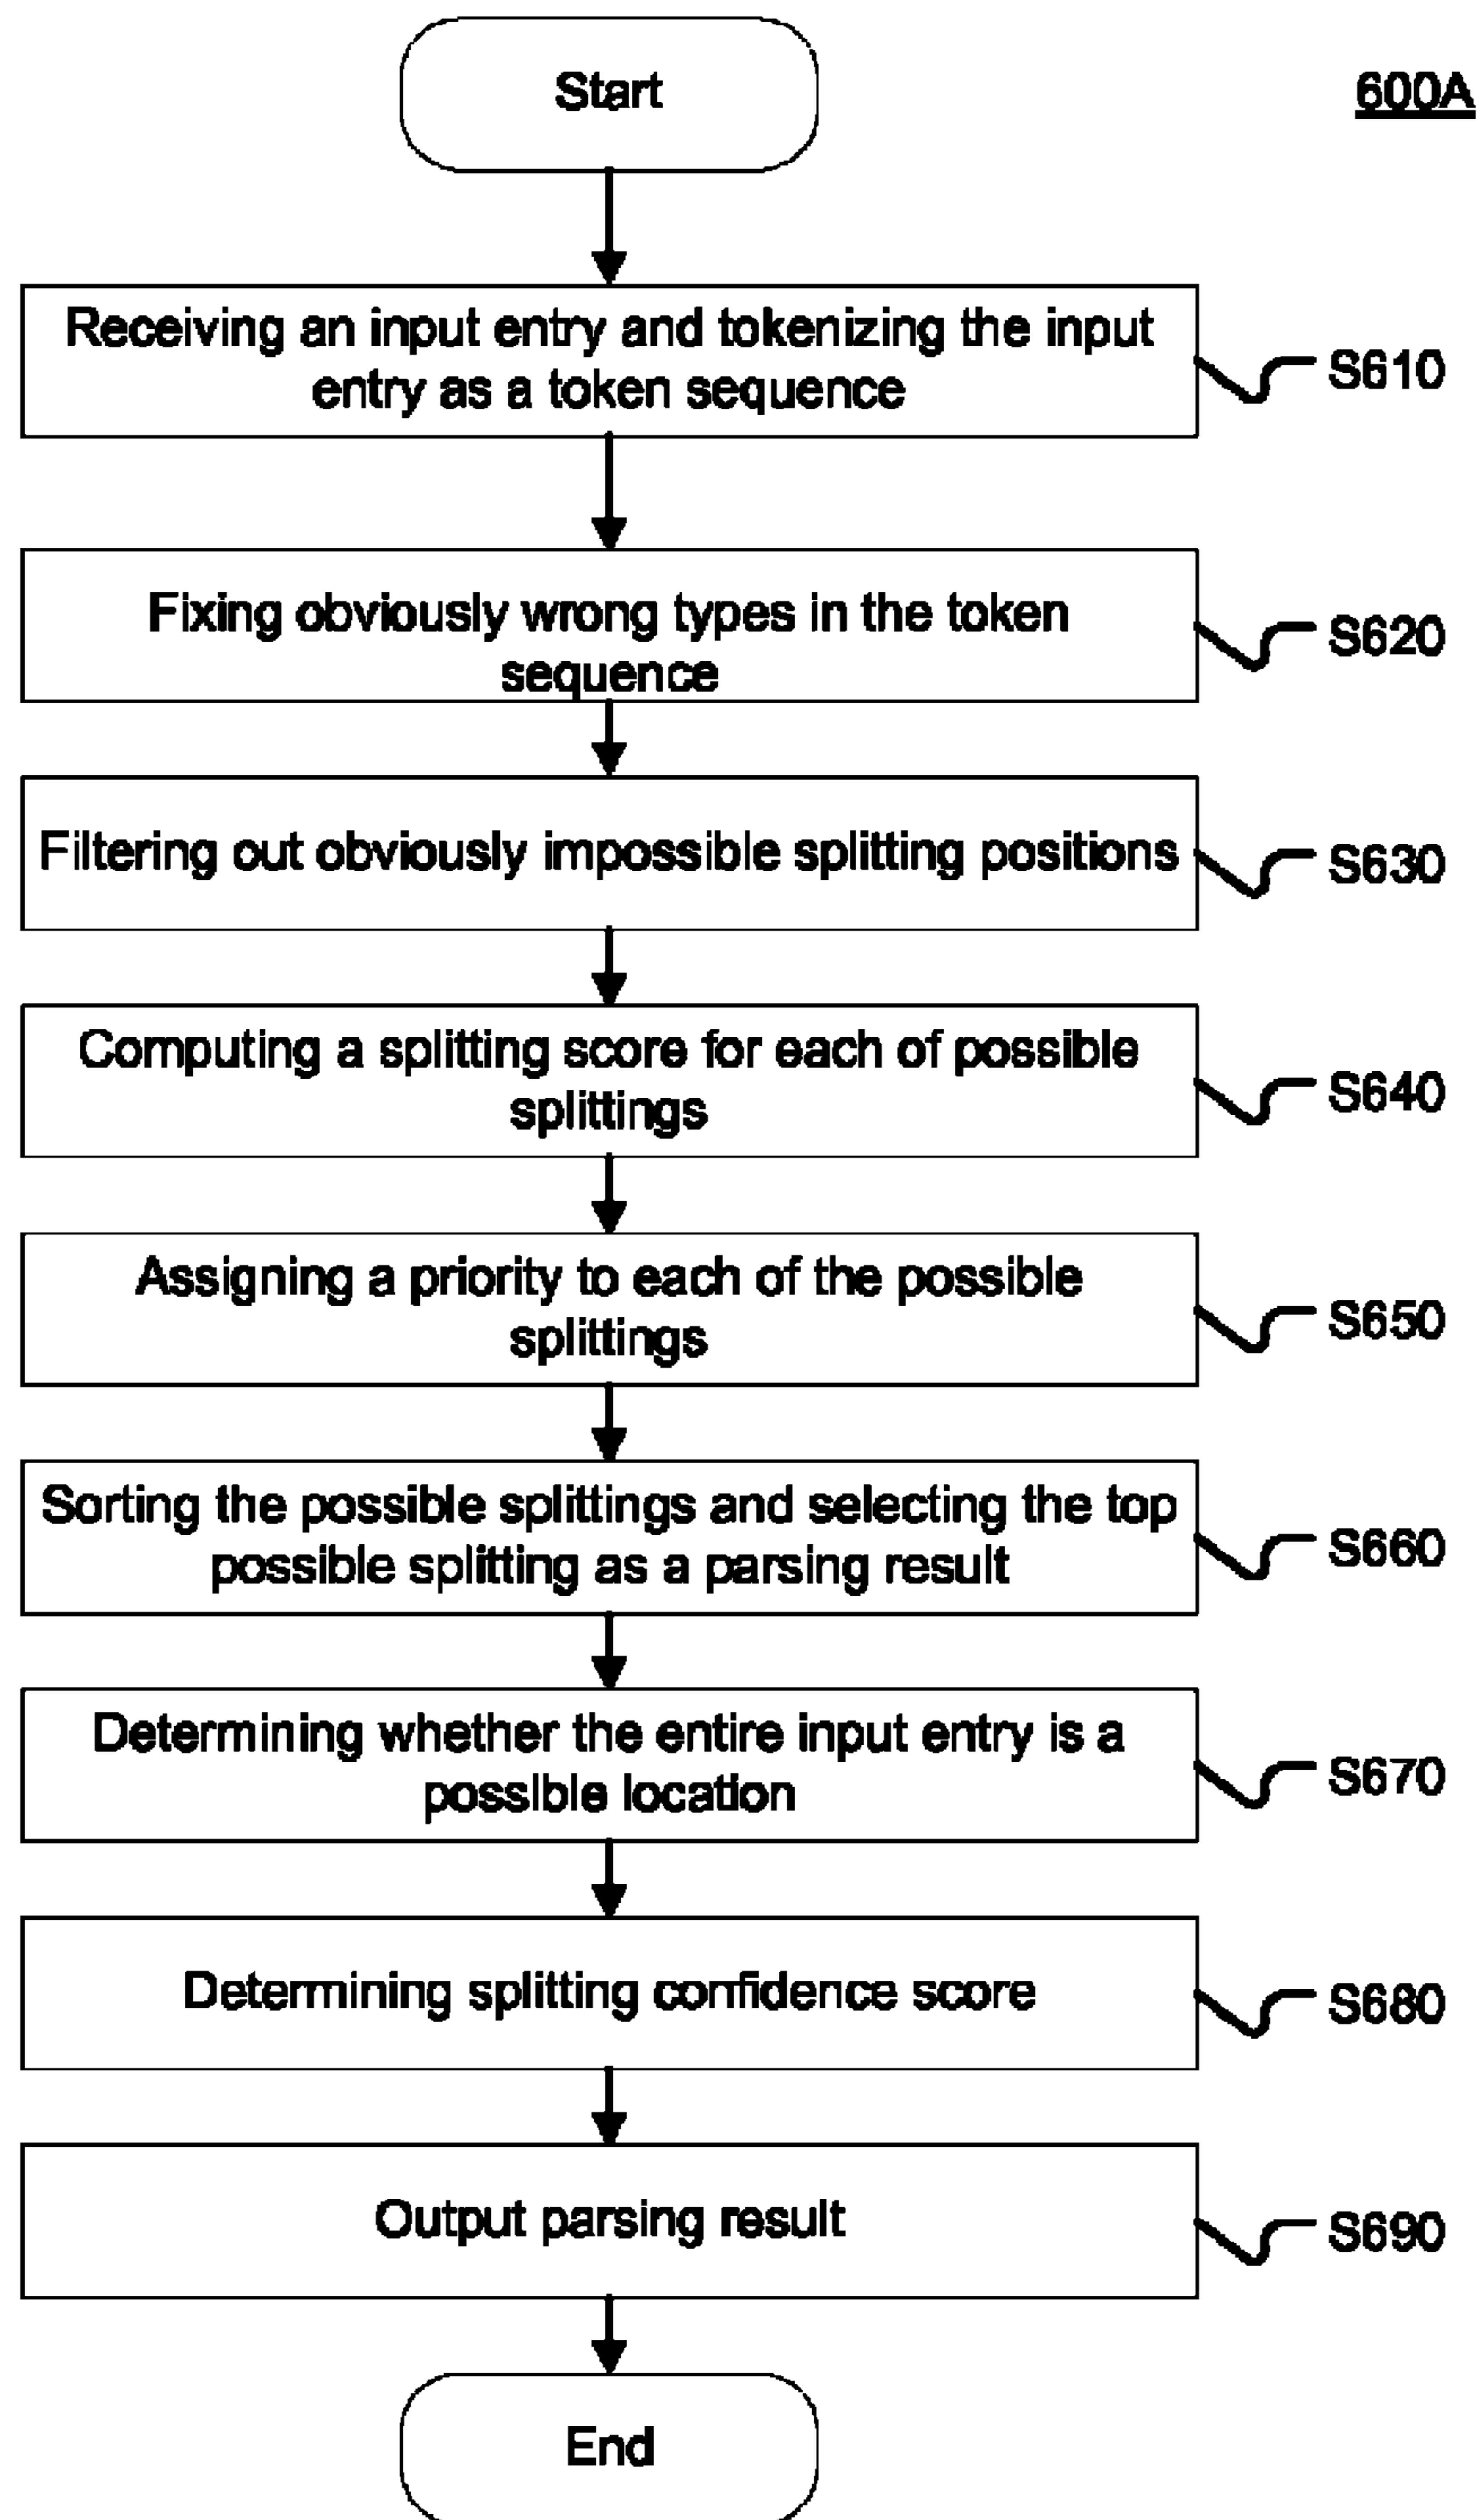 Start
600A
Receiving an input entry and tokenizing the input
entry as a token sequence
S610
Fixing obviously wrong types in the token
sequence
S620
Filtering out obviously impossible splitting positions
S630
Computing a splitting score for each of possible
splittings
S640
Assigning a priority to each of the possible
splittings
S650
Sorting the possible splittings and selecting the top
possible splitting as a parsing result
S660
Determining whether the entire input entry is a
possible location
S670
Determining splitting confidence score
S680
Output parsing result
S690
End